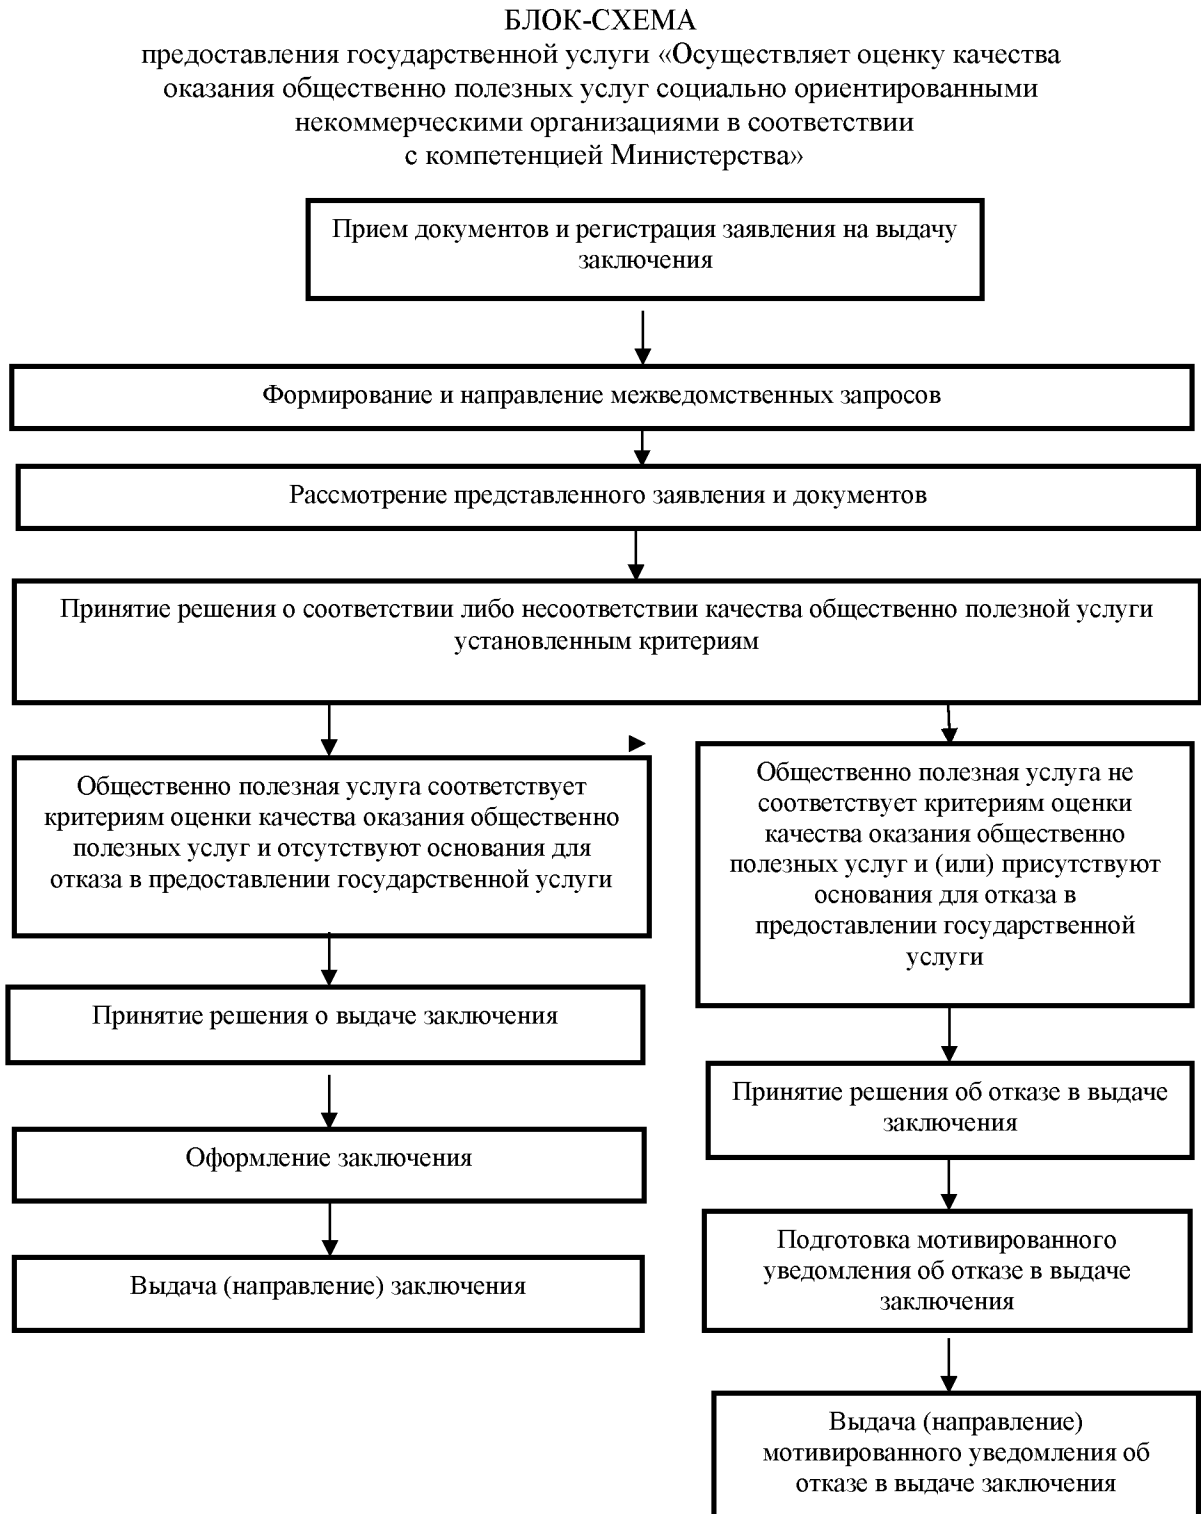 БЛОК-СХЕМА
предоставления государственной услуги «Осуществляет оценку качества
оказания общественно полезных услуг социально ориентированными
некоммерческими организациями в соответствии
с компетенцией Министерства»
Прием документов и регистрация заявления на выдачу
заключения
Формирование и направление межведомственных запросов
Рассмотрение представленного заявления и документов
Принятие решения о соответствии либо несоответствии качества общественно полезной услуги
установленным критериям
Общественно полезная услуга соответствует
критериям оценки качества оказания общественно
полезных услуг и отсутствуют основания для
отказа в предоставлении государственной услуги
Общественно полезная услуга не
соответствует критериям оценки
качества оказания общественно
полезных услуг и (или) присутствуют
основания для отказа в
предоставлении государственной
услуги
Принятие решения о выдаче заключения
Принятие решения об отказе в выдаче
заключения
Оформление заключения
Подготовка мотивированного
уведомления об отказе в выдаче
заключения
Выдача (направление) заключения
Выдача (направление)
мотивированного уведомления об
отказе в выдаче заключения